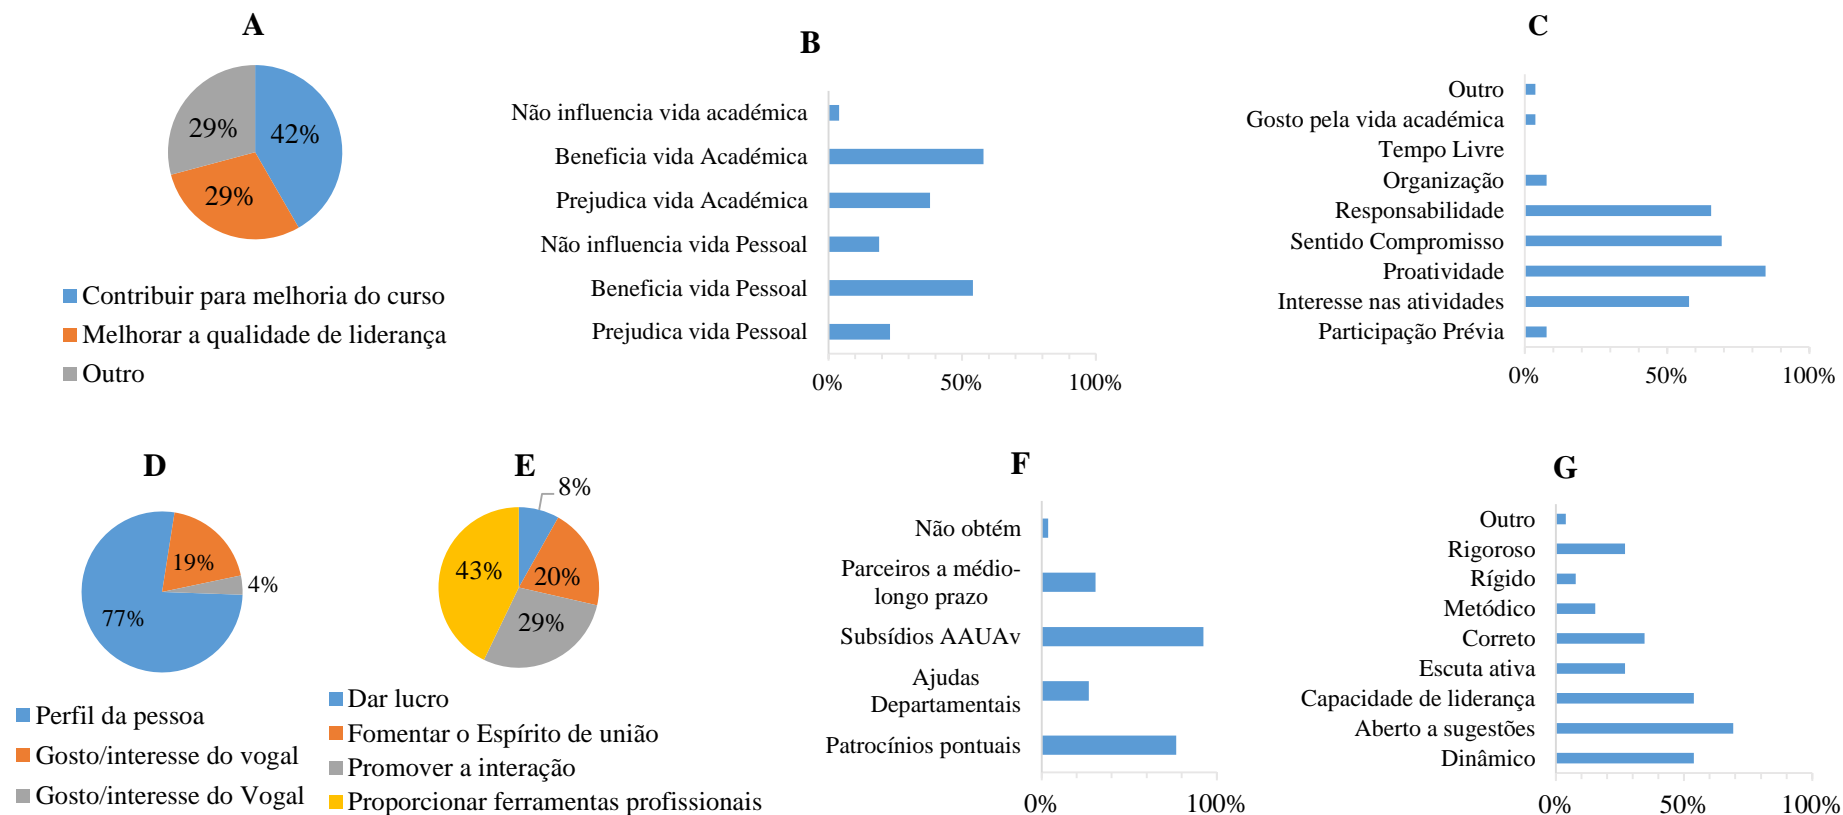 A
42%
29%
29%
Contribuir para melhoria do curso
Melhorar a qualidade de liderança
Outro
B
Não influencia vida académica
Beneficia vida Académica
Prejudica vida Académica
Não influencia vida Pessoal
Beneficia vida Pessoal
Prejudica vida Pessoal
0% 50% 100%
C
Outro
Gosto pela vida académica
Tempo Livre
Organização
Responsabilidade
Sentido Compromisso
Proatividade
Interesse nas atividades
Participação Prévia
0% 50% 100%
D
19%
4%
77%
Perfil da pessoa
Gosto/interesse do vogal
Gosto/interesse do Vogal
E
8%
43%
20%
29%
Dar lucro
Fomentar o Espírito de união
Promover a interação
Proporcionar ferramentas profissionais
F
Não obtém
Parceiros a médio-
longo prazo
Subsídios AAUAv
Ajudas
Departamentais
Patrocínios pontuais
0% 100%
G
Outro
Rigoroso
Rígido
Metódico
Correto
Escuta ativa
Capacidade de liderança
Aberto a sugestões
Dinâmico
0% 50% 100%